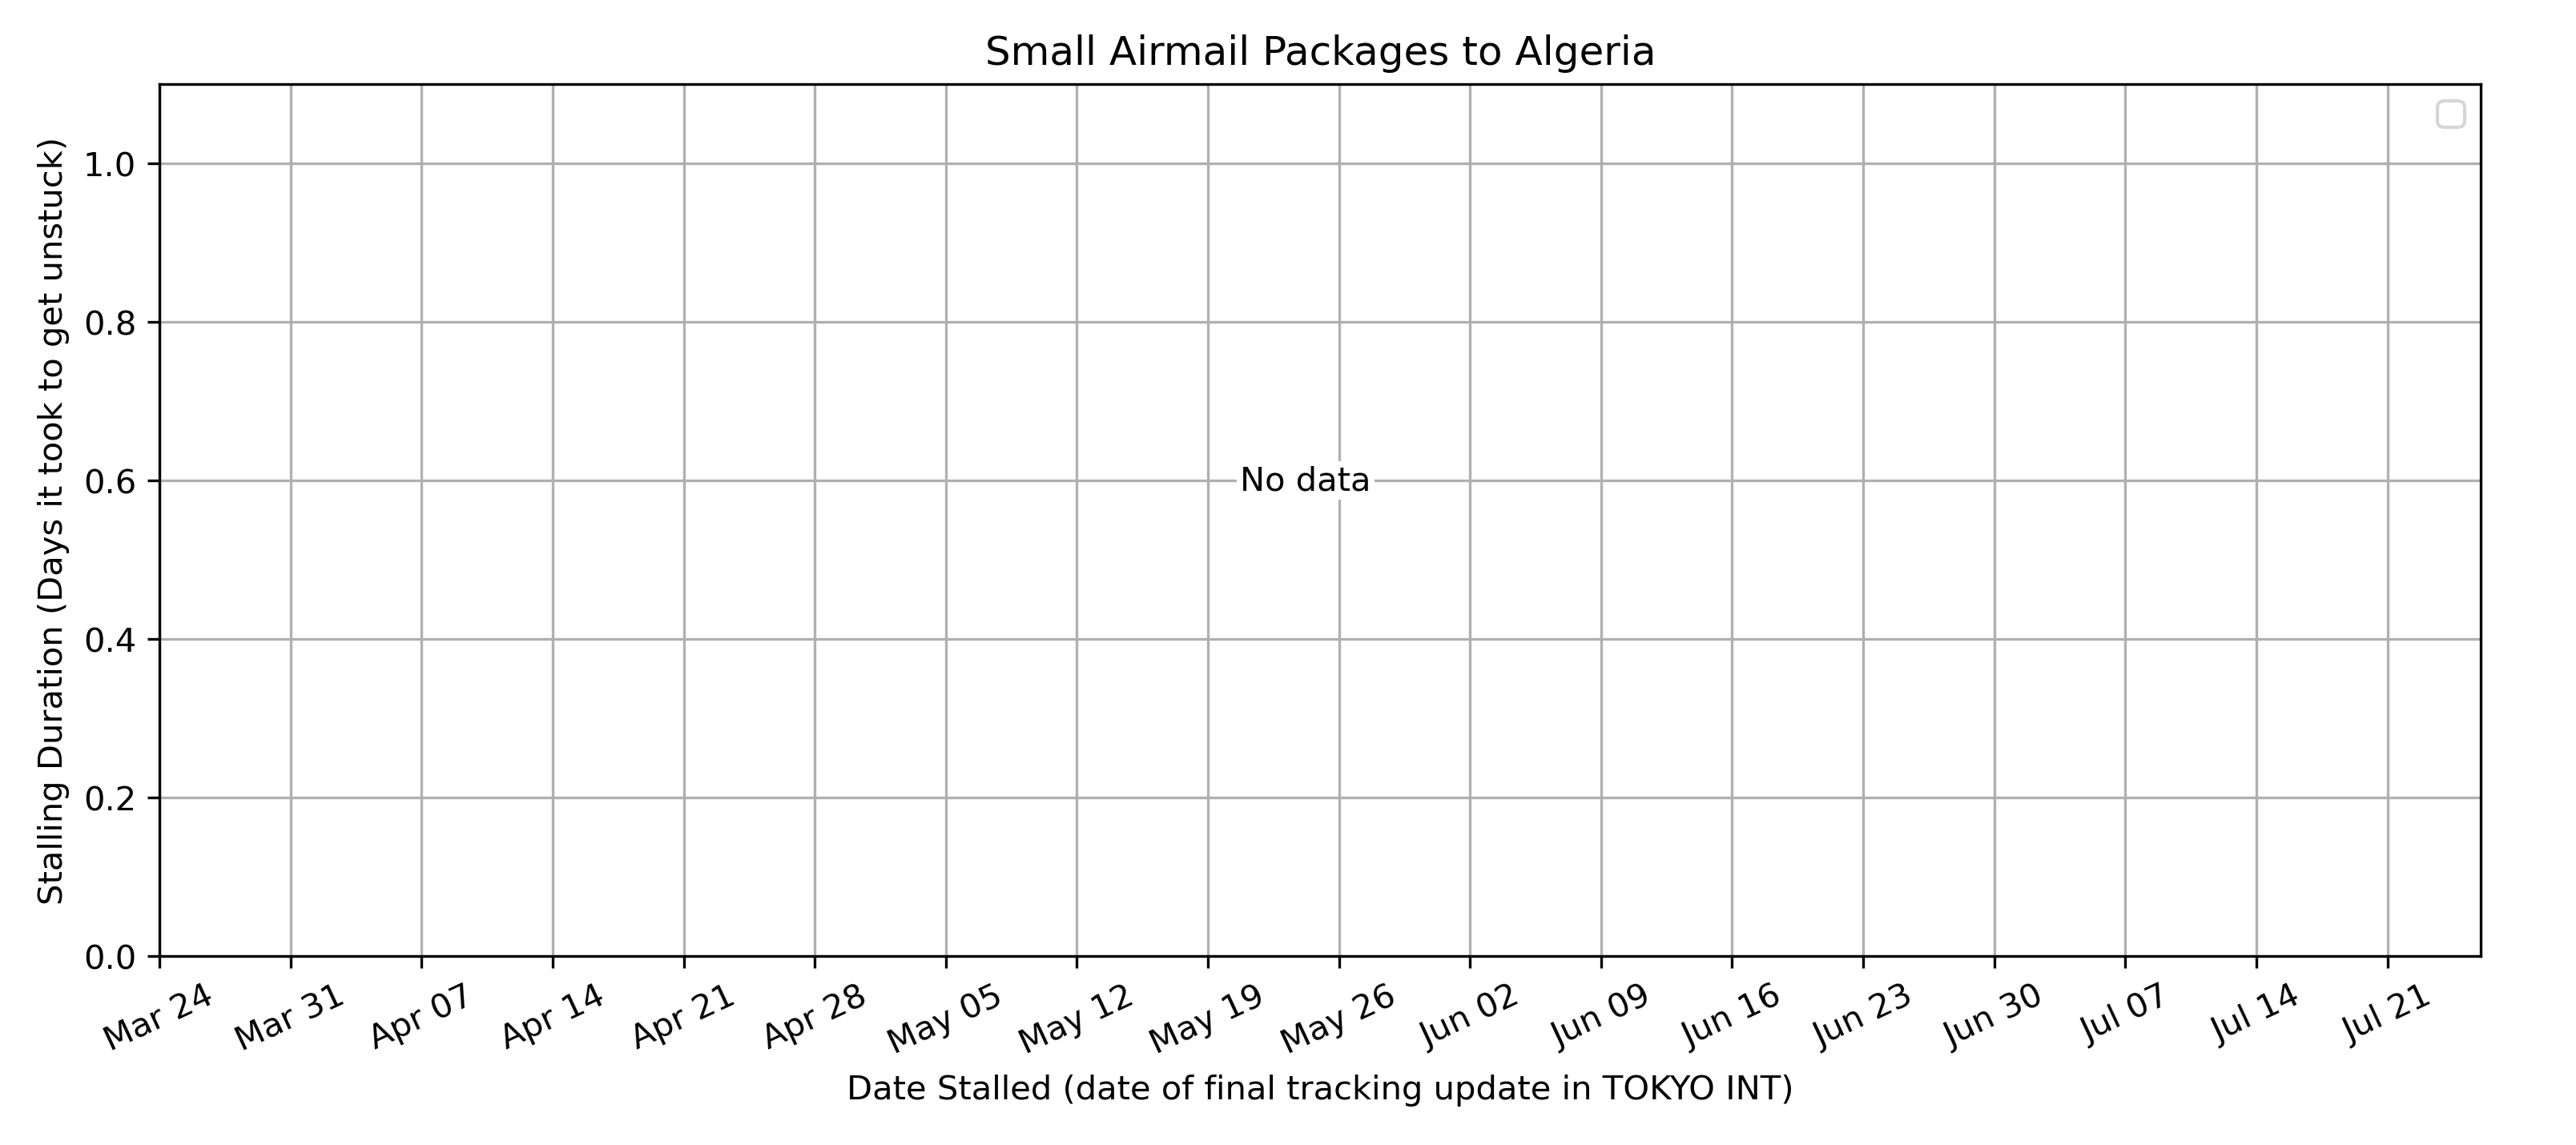 Small Airmail Packages to Algeria
Stalling Duration (Days it took to get unstuck)
1.0
0.8
0.6
0.4
0.2
0.0
No data
Mar 24
Mar 31
Apr 07
Apr 14
Apr 21
Apr 28
May 05
May 12
May 19
May 26
Jun 02
Jun 09
Jun 16
Jun 23
Jun 30
Jul 07
Jul 14
Jul 21
Date Stalled (date of final tracking update in TOKYO INT)